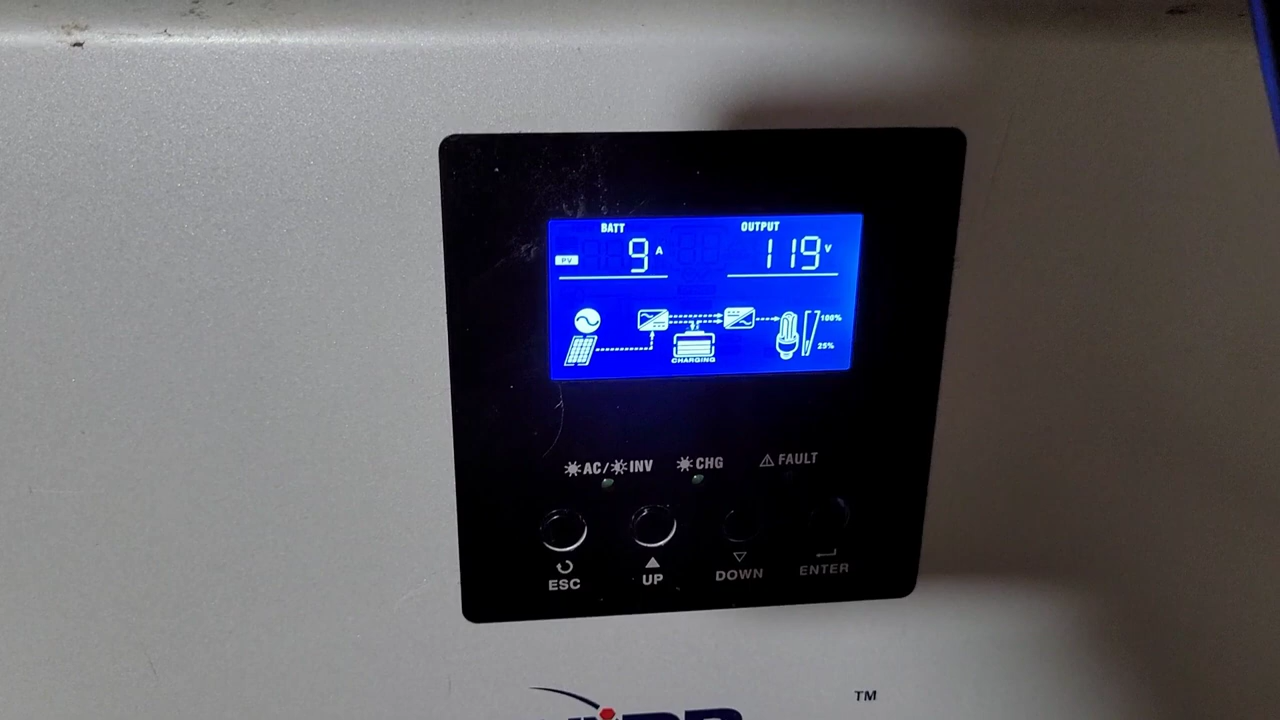 BATT OUTPUT
PV 9 A 119 V
100%
25%
CHARGING
AC/ INV CHG FAULT
ESC UP DOWN ENTER
TM